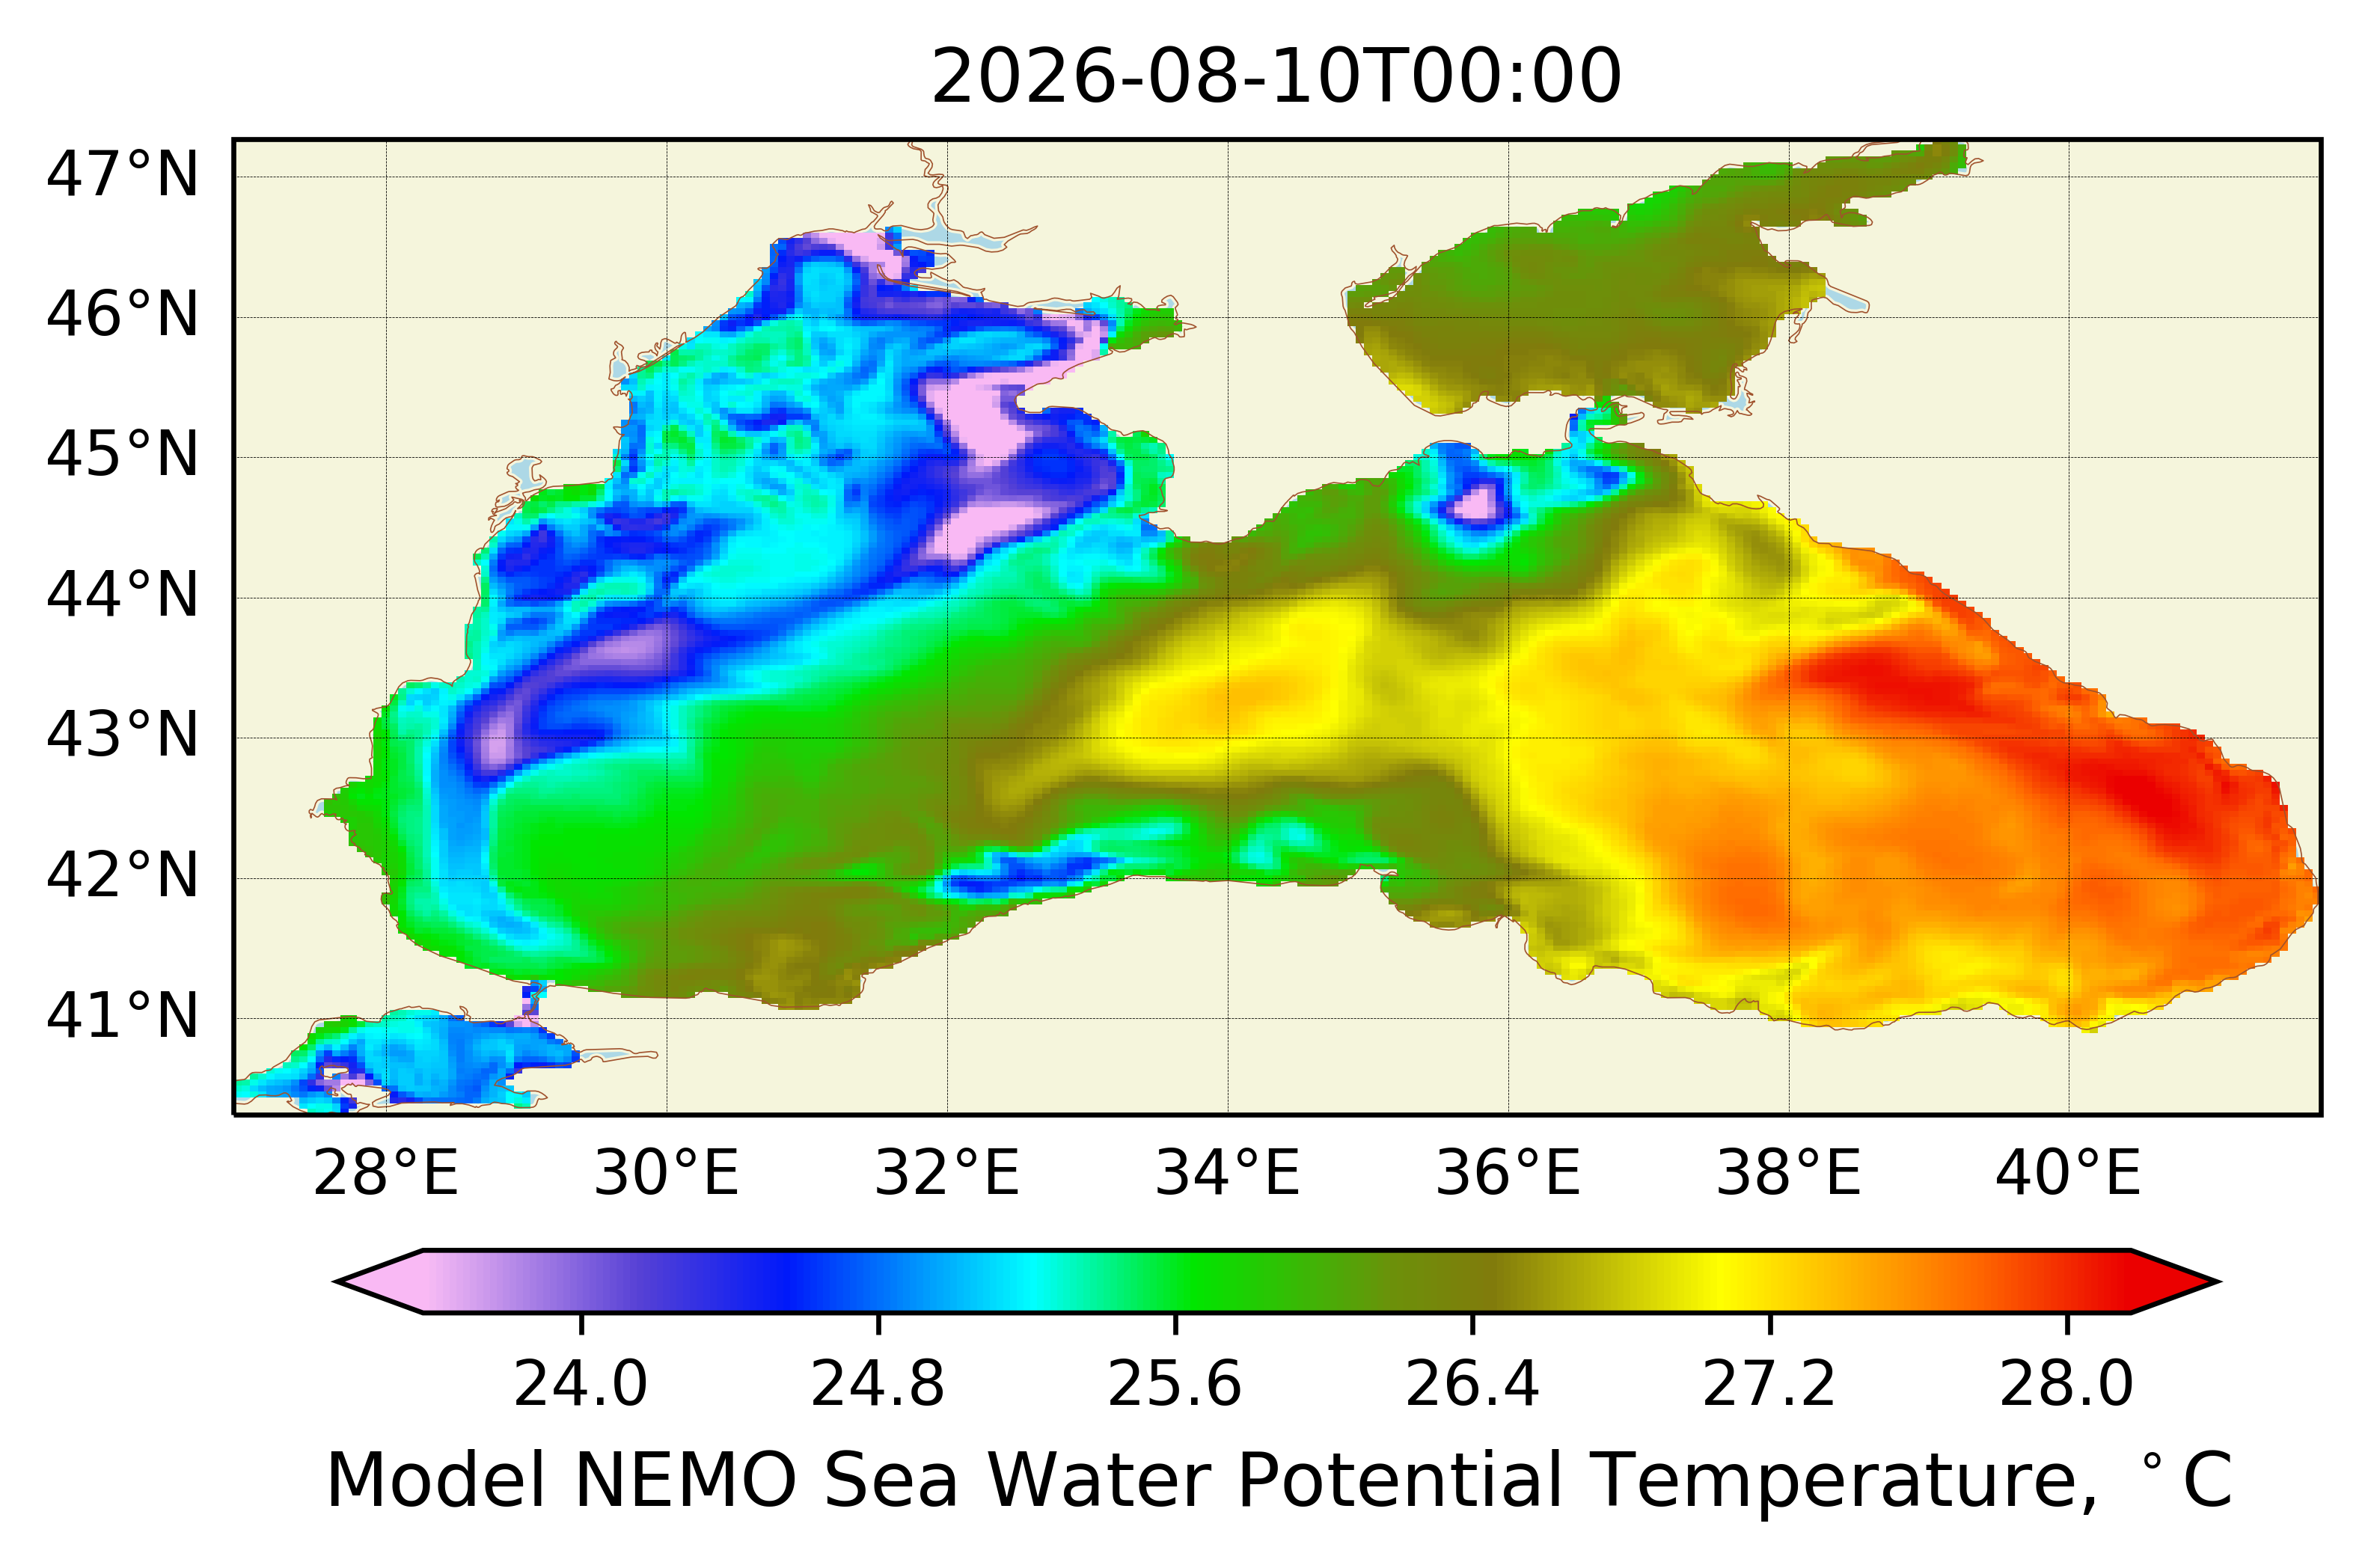 2026-08-10T00:00
47°N
46°N
45°N
44°N
43°N
42°N
41°N
28°E 30°E 32°E 34°E 36°E 38°E 40°E
24.0 24.8 25.6 26.4 27.2 28.0
Model NEMO Sea Water Potential Temperature, °C